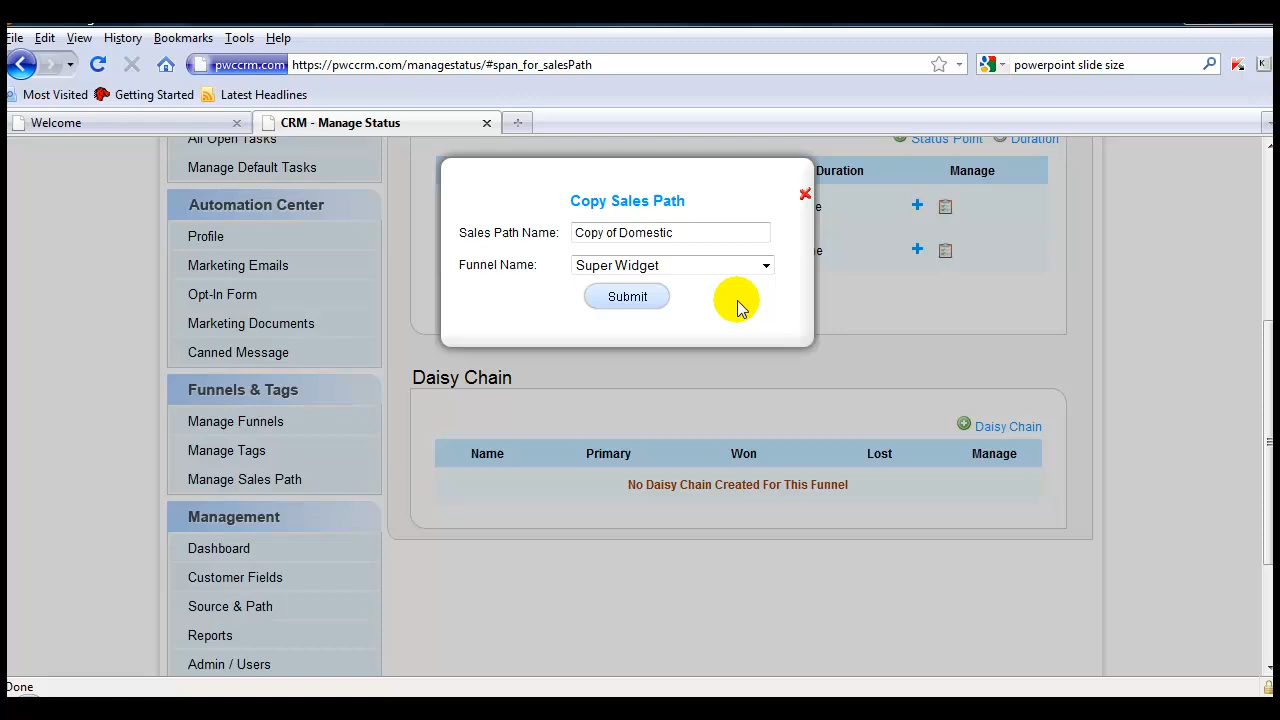 File Edit View History Bookmarks Tools Help
pwccrm.com https://pwccrm.com/managestatus/#span_for_salesPath powerpoint slide size
Most Visited Getting Started Latest Headlines
Welcome CRM - Manage Status
All Open Tasks
Manage Default Tasks
Automation Center
Profile
Marketing Emails
Opt-In Form
Marketing Documents
Canned Message
Funnels & Tags
Manage Funnels
Manage Tags
Manage Sales Path
Management
Dashboard
Customer Fields
Source & Path
Reports
Admin / Users
Status Point Duration
Duration Manage
Copy Sales Path
Sales Path Name: Copy of Domestic
Funnel Name: Super Widget
Submit
Daisy Chain
Daisy Chain
Name Primary Won Lost Manage
No Daisy Chain Created For This Funnel
Done